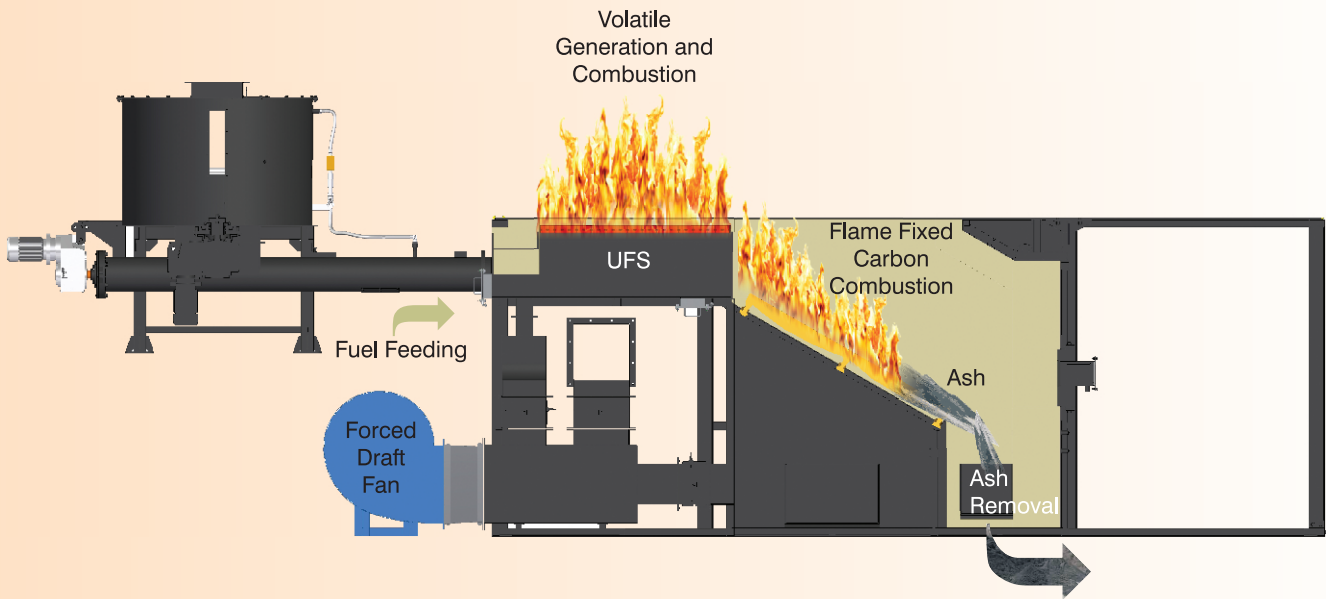 Volatile
Generation and
Combustion
UFS
Flame Fixed
Carbon
Combustion
Fuel Feeding
Ash
Forced
Draft
Fan
Ash
Removal